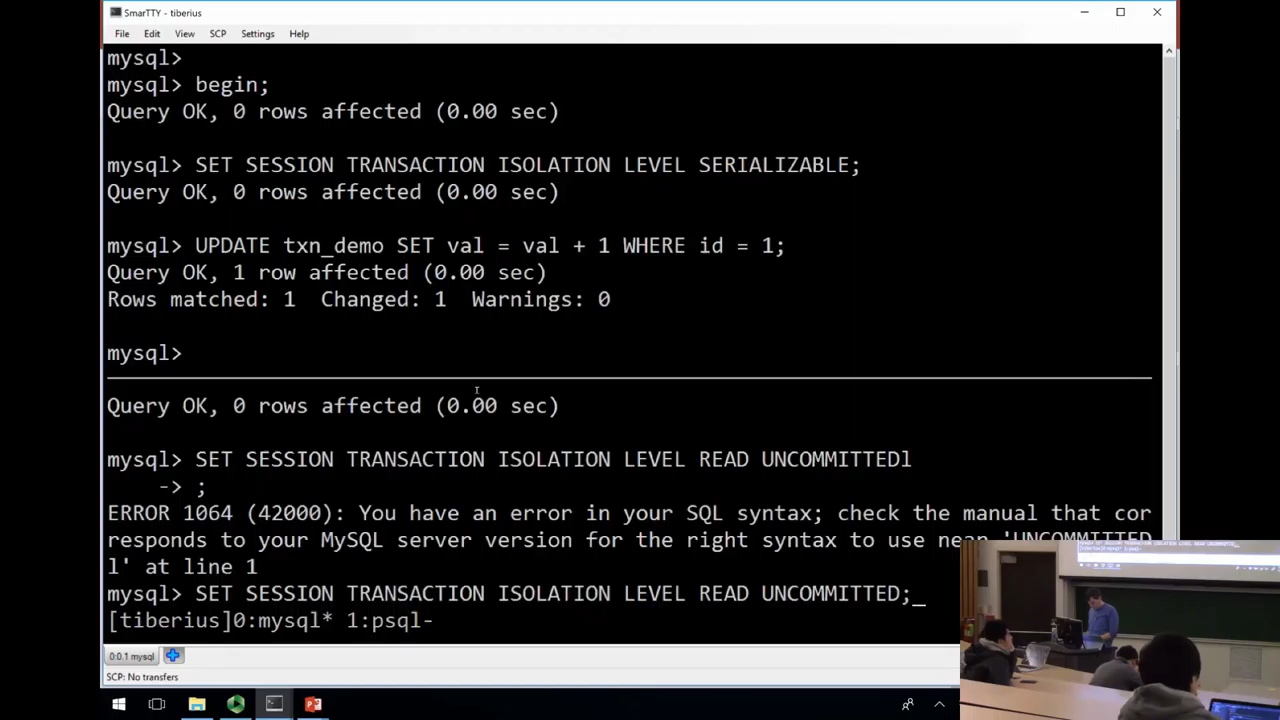 SmarTTY - tiberius
File Edit View SCP Settings Help
mysql>
mysql> begin;
Query OK, 0 rows affected (0.00 sec)
mysql> SET SESSION TRANSACTION ISOLATION LEVEL SERIALIZABLE;
Query OK, 0 rows affected (0.00 sec)
mysql> UPDATE txn_demo SET val = val + 1 WHERE id = 1;
Query OK, 1 row affected (0.00 sec)
Rows matched: 1  Changed: 1  Warnings: 0
mysql>
Query OK, 0 rows affected (0.00 sec)
mysql> SET SESSION TRANSACTION ISOLATION LEVEL READ UNCOMMITTEDl
    -> ;
ERROR 1064 (42000): You have an error in your SQL syntax; check the manual that cor
responds to your MySQL server version for the right syntax to use near 'UNCOMMITTED
l' at line 1
mysql> SET SESSION TRANSACTION ISOLATION LEVEL READ UNCOMMITTED;_
[tiberius]0:mysql* 1:psql-
0:0.1 mysql
SCP: No transfers